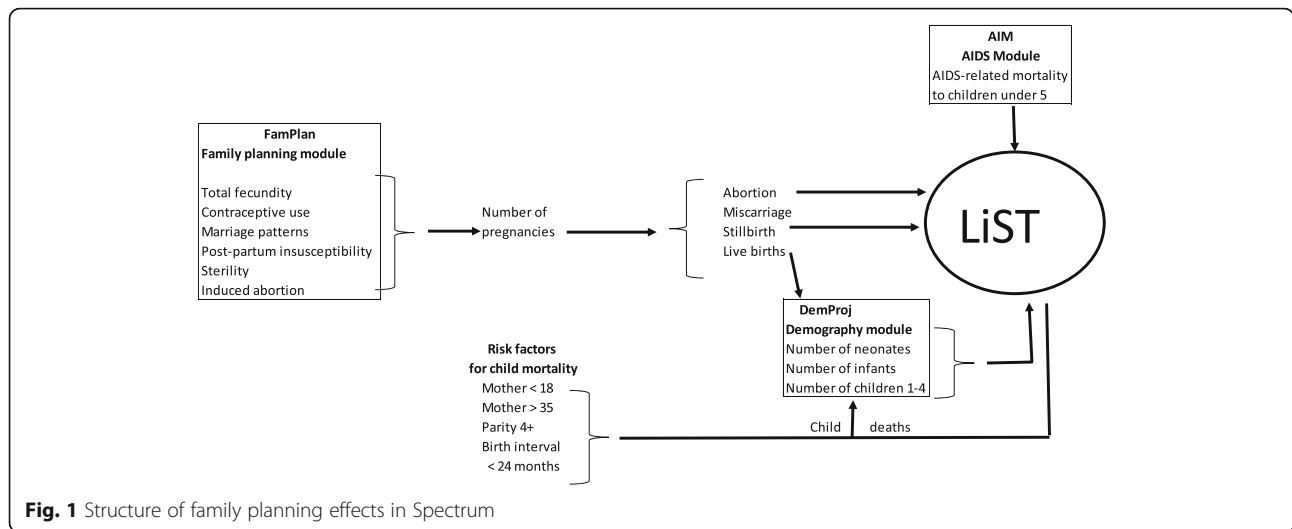 AIM
AIDS Module
AIDS-related mortality
to children under 5
FamPlan
Family planning module
Total fecundity
Contraceptive use
Marriage patterns
Post-partum insusceptibility
Sterility
Induced abortion
Number of
pregnancies
Abortion
Miscarriage
Stillbirth
Live births
LiST
DemProj
Demography module
Number of neonates
Number of infants
Number of children 1-4
Risk factors
for child mortality
Mother < 18
Mother > 35
Parity 4+
Birth interval
< 24 months
Child deaths
Fig. 1 Structure of family planning effects in Spectrum